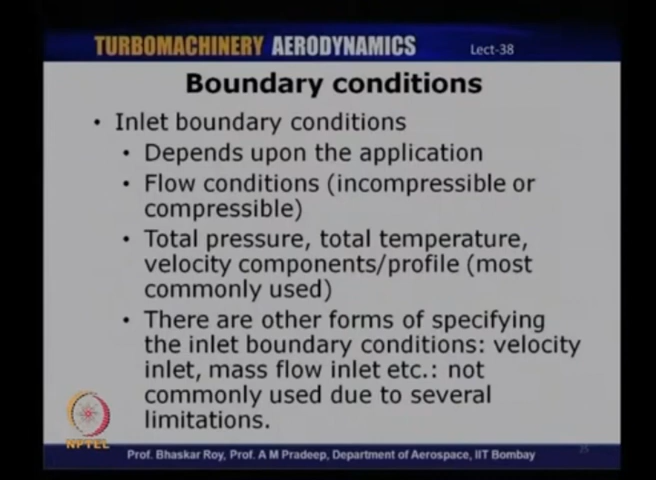 TURBOMACHINERY AERODYNAMICS Lect-38
Boundary conditions
• Inlet boundary conditions
• Depends upon the application
• Flow conditions (incompressible or
compressible)
• Total pressure, total temperature,
velocity components/profile (most
commonly used)
• There are other forms of specifying
the inlet boundary conditions: velocity
inlet, mass flow inlet etc.: not
commonly used due to several
limitations.
NPTEL
Prof. Bhaskar Roy, Prof. A M Pradeep, Department of Aerospace, IIT Bombay